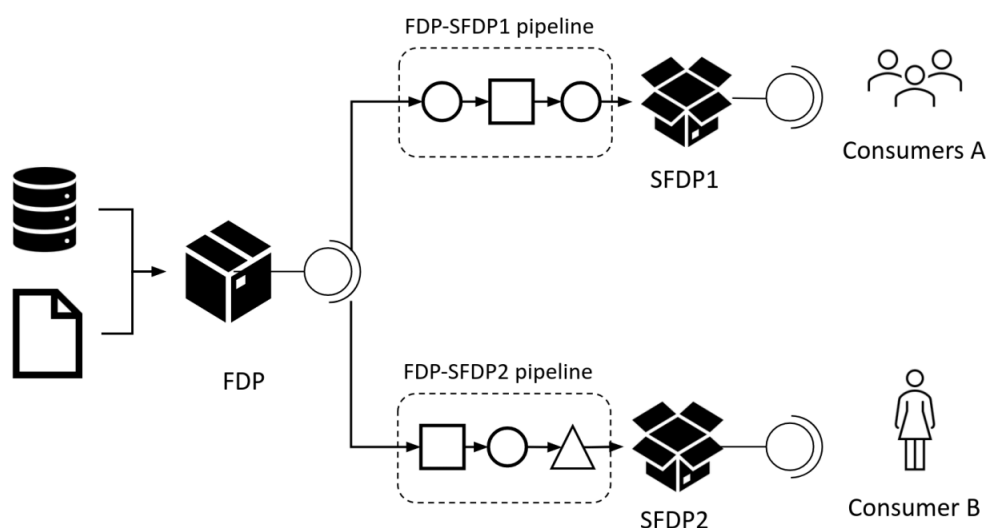 FDP-SFDP1 pipeline
SFDP1
Consumers A
FDP
FDP-SFDP2 pipeline
SFDP2
Consumer B